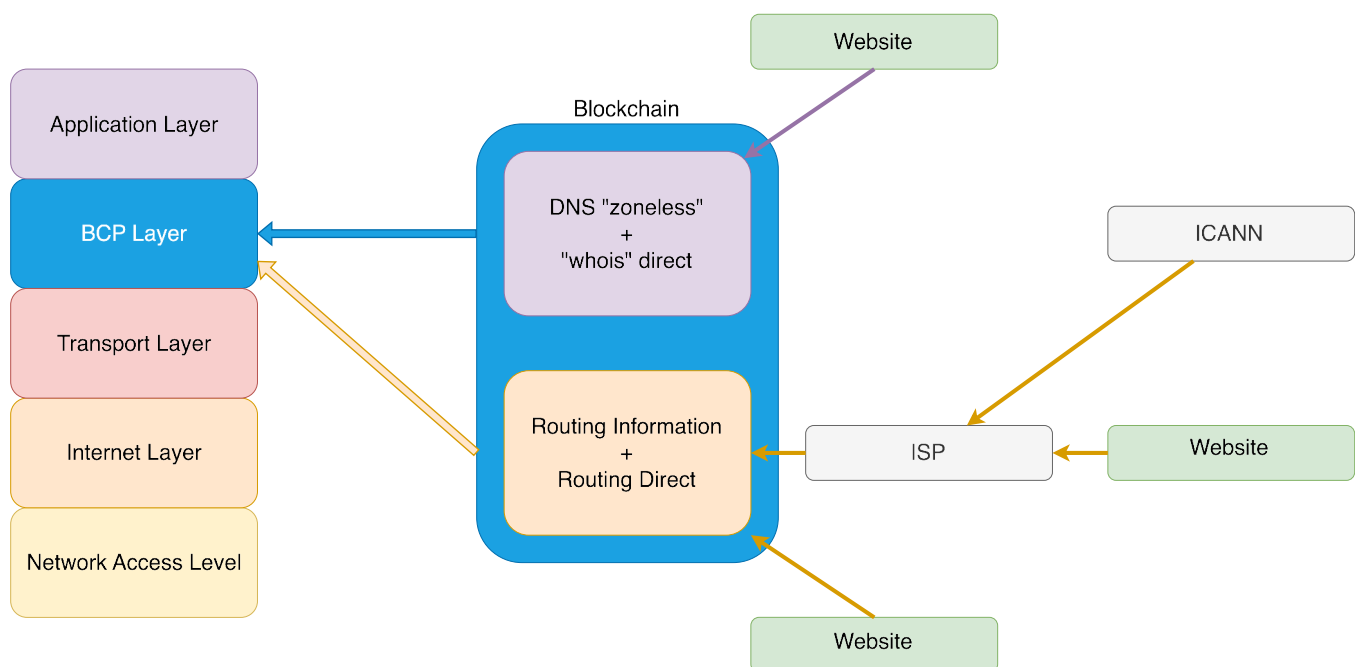 Website
Blockchain
Application Layer
DNS "zoneless"
+
"whois" direct
BCP Layer
ICANN
Transport Layer
Routing Information
+
Routing Direct
ISP
Website
Internet Layer
Network Access Level
Website